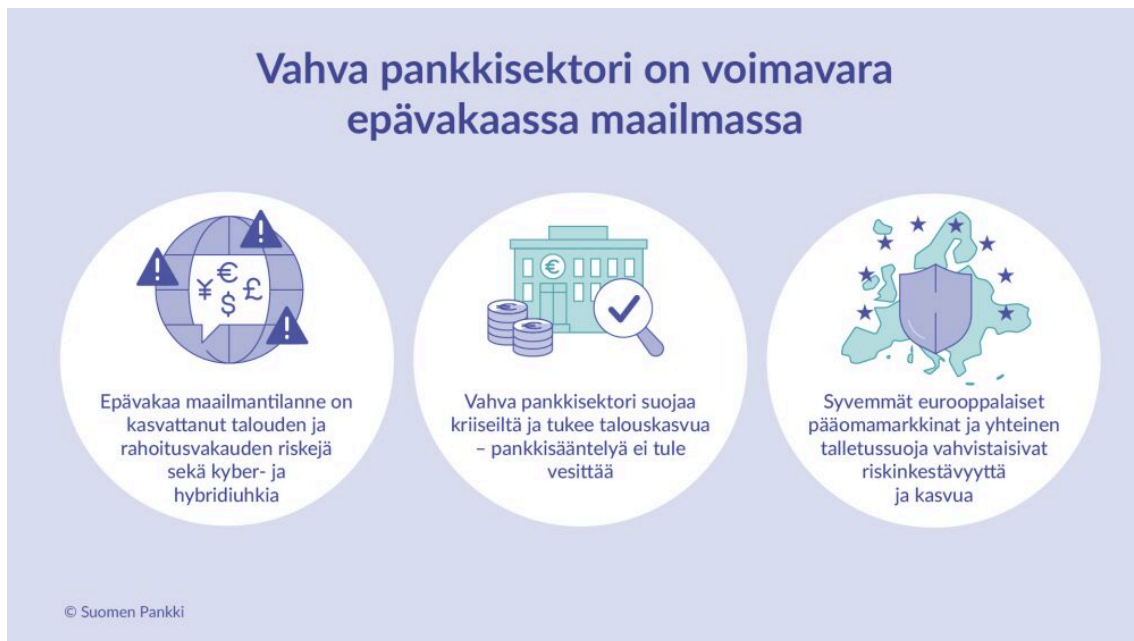 Vahva pankkisektori on voimavara
epävakaassa maailmassa
¥ € $ £
€
€
€
Epävakaa maailmantilanne on
kasvattanut talouden ja
rahoitusvakauden riskejä
sekä kyber- ja
hybridiuhkia
Vahva pankkisektori suojaa
kriiseiltä ja tukee talouskasvua
– pankkisääntelyä ei tule
vesittää
Syvemmät eurooppalaiset
pääomamarkkinat ja yhteinen
talletussuoja vahvistaisivat
riskinkestävyyttä
ja kasvua
© Suomen Pankki